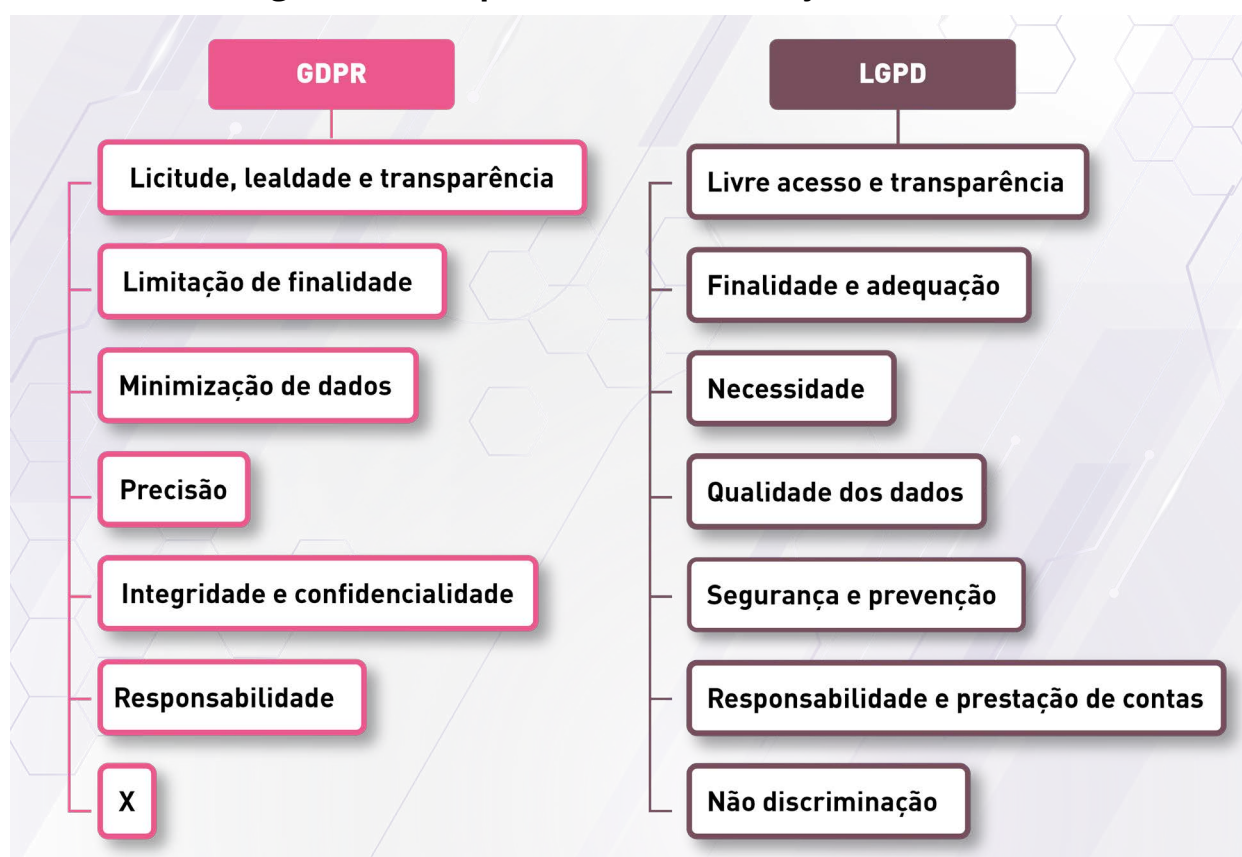 GDPR
Licitude, lealdade e transparência
Limitação de finalidade
Minimização de dados
Precisão
Integridade e confidencialidade
Responsabilidade
X
LGPD
Livre acesso e transparência
Finalidade e adequação
Necessidade
Qualidade dos dados
Segurança e prevenção
Responsabilidade e prestação de contas
Não discriminação